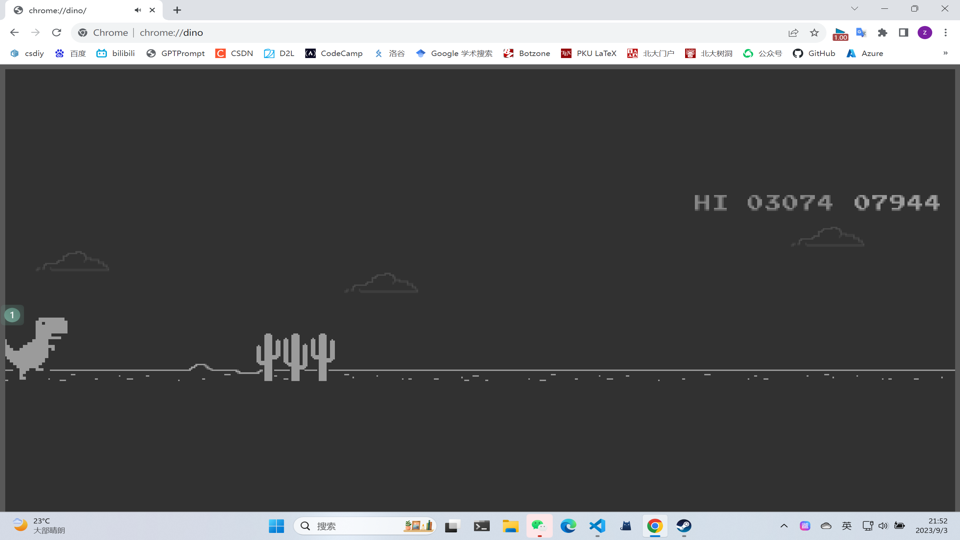 chrome://dino/
Chrome | chrome://dino
1.00
z
csdiy 百度 bilibili GPTPrompt CSDN D2L CodeCamp 洛谷 Google 学术搜索 Botzone PKU LaTeX 北大门户 北大树洞 公众号 GitHub Azure »
HI 03074 07944
1
23°C
大部晴朗
搜索
英
21:52
2023/9/3